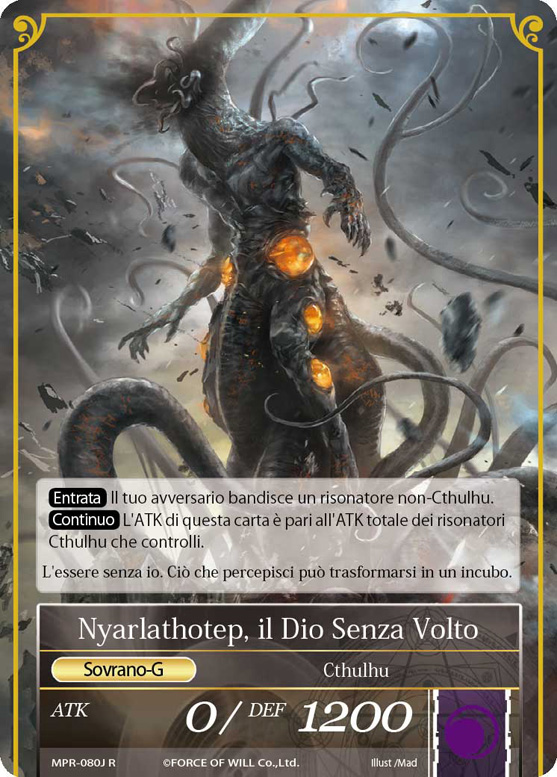 Entrata Il tuo avversario bandisce un risonatore non-Cthulhu.
Continuo L'ATK di questa carta è pari all'ATK totale dei risonatori
Cthulhu che controlli.
L'essere senza io. Ciò che percepisci può trasformarsi in un incubo.
Nyarlathotep, il Dio Senza Volto
Sovrano-G Cthulhu
ATK 0/ DEF 1200
MPR-080J R ©FORCE OF WILL Co.,Ltd. Illust /Mad